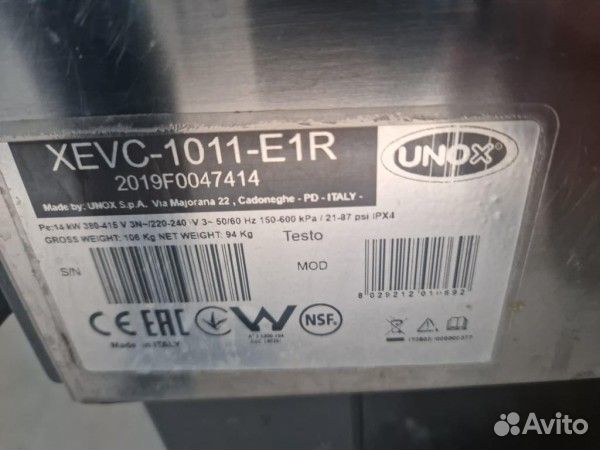 XEVC-1011-E1R
2019F0047414
UNOX
Made by: UNOX S.p.A. Via Majorana 22 , Cadoneghe - PD - ITALY -
Pe:14 kW 380-415 V 3N~/220-240 V 3~ 50/60 Hz 150-600 kPa / 21-87 psi IPX4
GROSS WEIGHT: 106 Kg NET WEIGHT: 94 Kg
Testo
S/N
MOD
CE EAC
W
NSF.
Made in ITALY
Avito